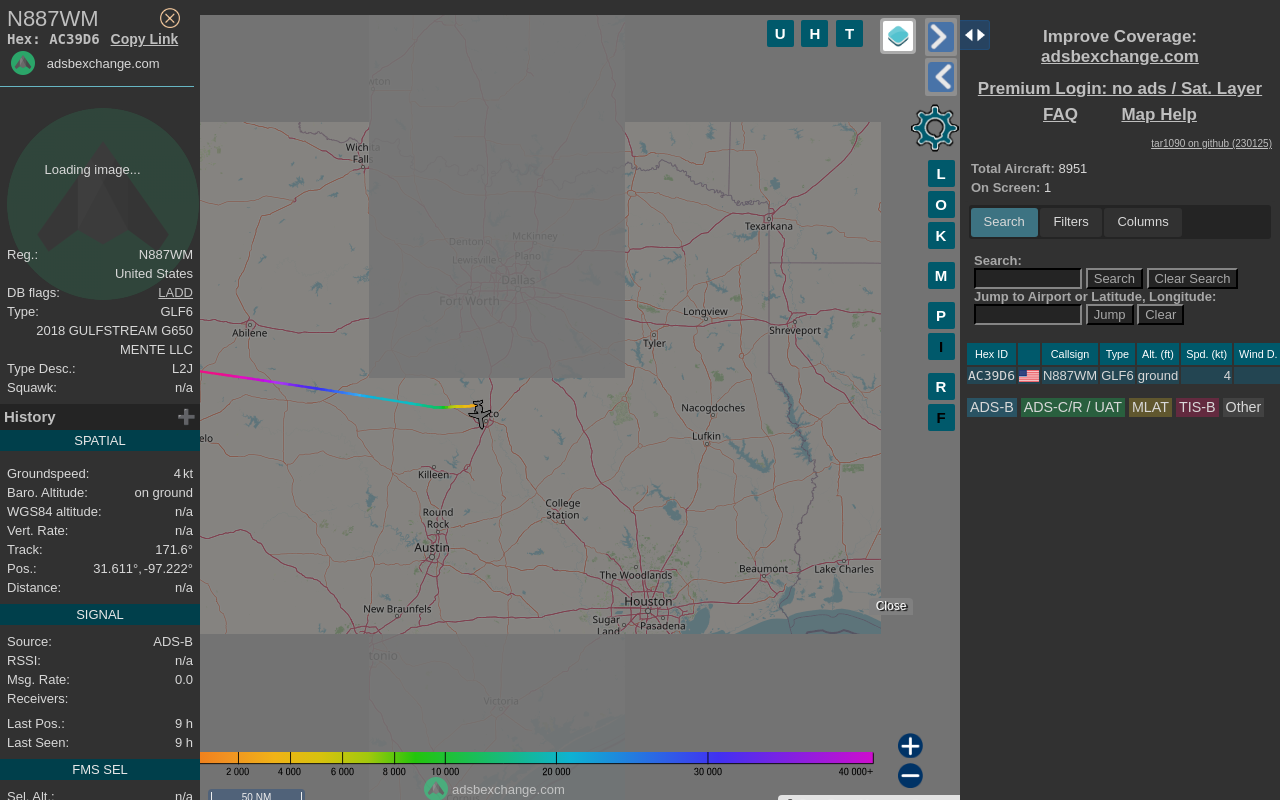 N887WM
Hex: AC39D6 Copy Link
adsbexchange.com
Loading image...
Reg.: N887WM
United States
DB flags: LADD
Type: GLF6
2018 GULFSTREAM G650
MENTE LLC
Type Desc.: L2J
Squawk: n/a
History
SPATIAL
Groundspeed: 4 kt
Baro. Altitude: on ground
WGS84 altitude: n/a
Vert. Rate: n/a
Track: 171.6°
Pos.: 31.611°, -97.222°
Distance: n/a
SIGNAL
Source: ADS-B
RSSI: n/a
Msg. Rate: 0.0
Receivers:
Last Pos.: 9 h
Last Seen: 9 h
FMS SEL
Sel. Alt.: n/a
U H T
L
O
K
M
P
I
R
F
McKinney
Denton
Plano
Lewisville
Dallas
Fort Worth
Texarkana
Abilene
Longview
Tyler
Shreveport
Nacogdoches
Lufkin
Killeen
College
Station
Round
Rock
Austin
The Woodlands
Beaumont
Lake Charles
Houston
New Braunfels
Sugar
Land
Pasadena
Victoria
Close
2 000 4 000 6 000 8 000 10 000 20 000 30 000 40 000+
adsbexchange.com
50 NM
Improve Coverage:
adsbexchange.com
Premium Login: no ads / Sat. Layer
FAQ Map Help
tar1090 on github (230125)
Total Aircraft: 8951
On Screen: 1
Search Filters Columns
Search:
Search Clear Search
Jump to Airport or Latitude, Longitude:
Jump Clear
Hex ID Callsign Type Alt. (ft) Spd. (kt) Wind D.
AC39D6 N887WM GLF6 ground 4
ADS-B ADS-C/R / UAT MLAT TIS-B Other